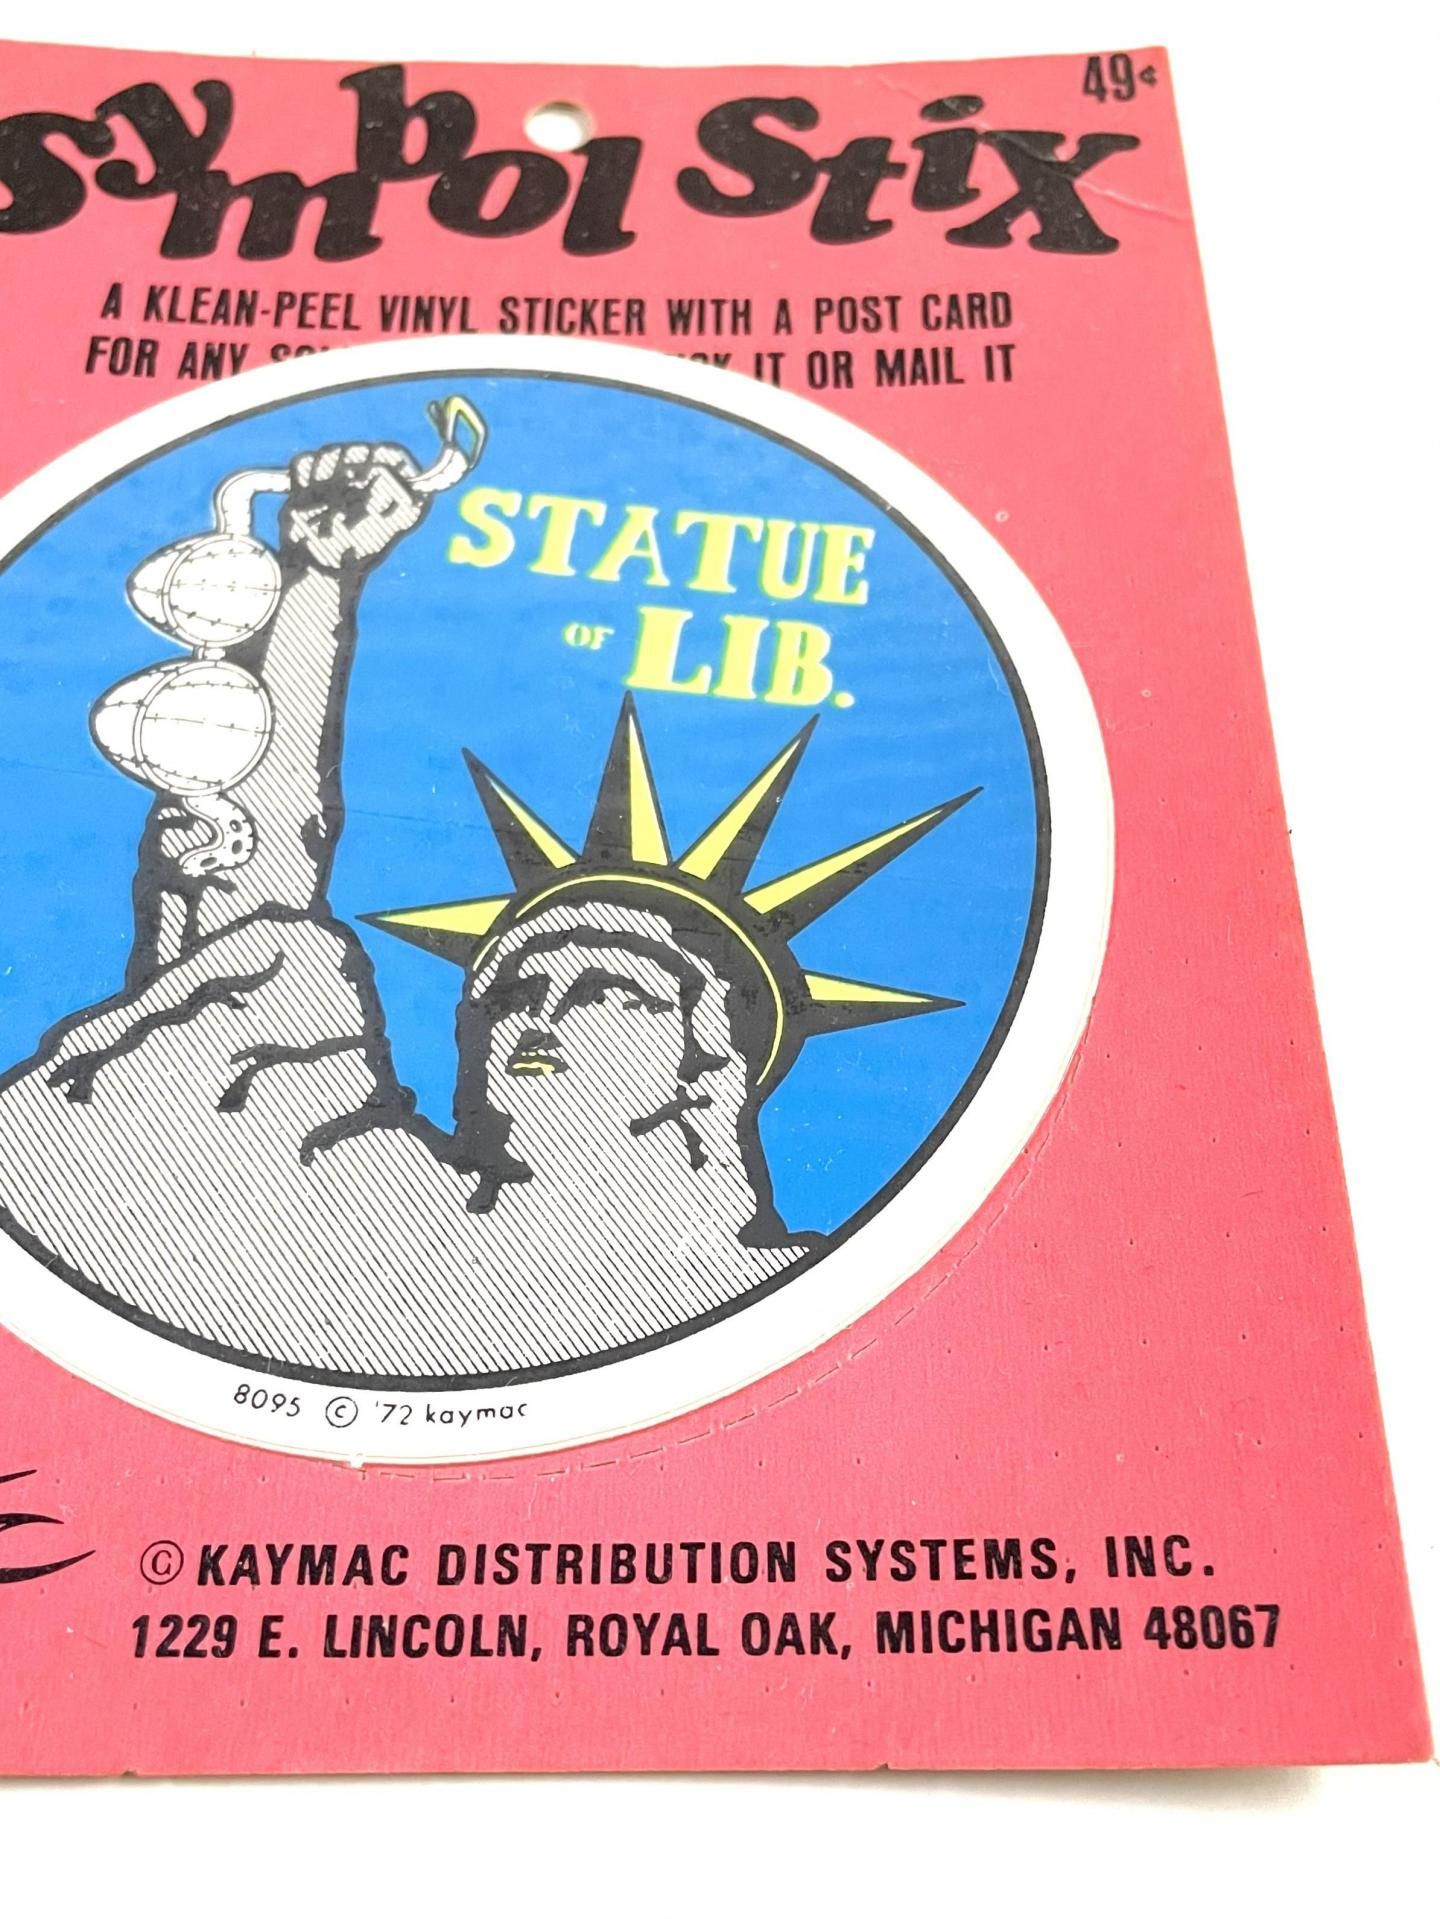 symbol Stix
49¢
A KLEAN-PEEL VINYL STICKER WITH A POST CARD
FOR ANY IT OR MAIL IT
STATUE
OF LIB.
8095 © '72 kaymac
© KAYMAC DISTRIBUTION SYSTEMS, INC.
1229 E. LINCOLN, ROYAL OAK, MICHIGAN 48067